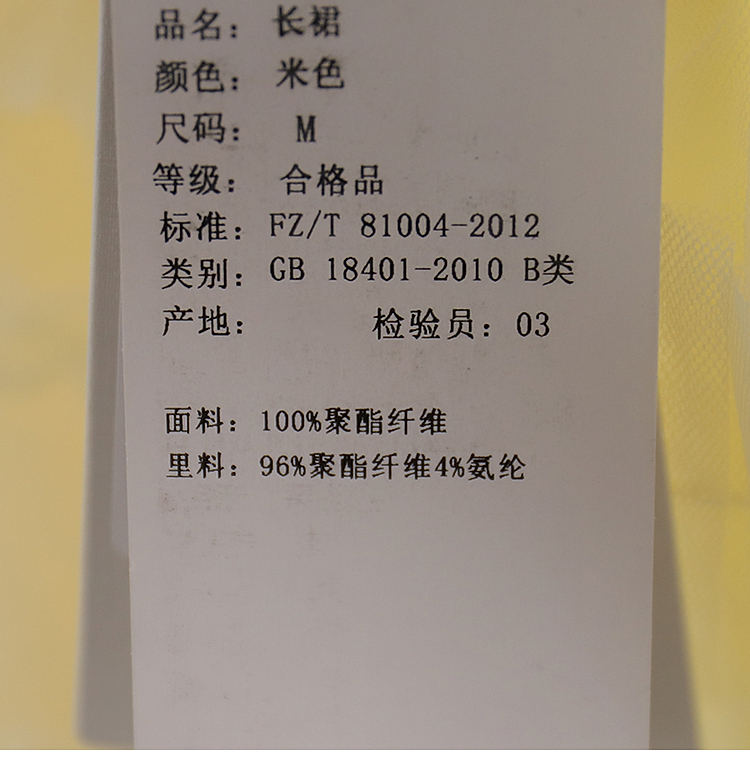 品名： 长裙
颜色： 米色
尺码： M
等级： 合格品
标准： FZ/T 81004-2012
类别： GB 18401-2010 B类
产地： 检验员：03
面料： 100%聚酯纤维
里料： 96%聚酯纤维4%氨纶